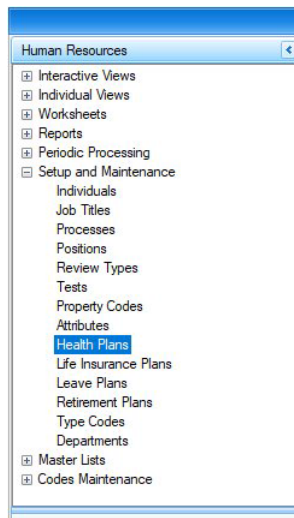 Human Resources
Interactive Views
Individual Views
Worksheets
Reports
Periodic Processing
Setup and Maintenance
Individuals
Job Titles
Processes
Positions
Review Types
Tests
Property Codes
Attributes
Health Plans
Life Insurance Plans
Leave Plans
Retirement Plans
Type Codes
Departments
Master Lists
Codes Maintenance